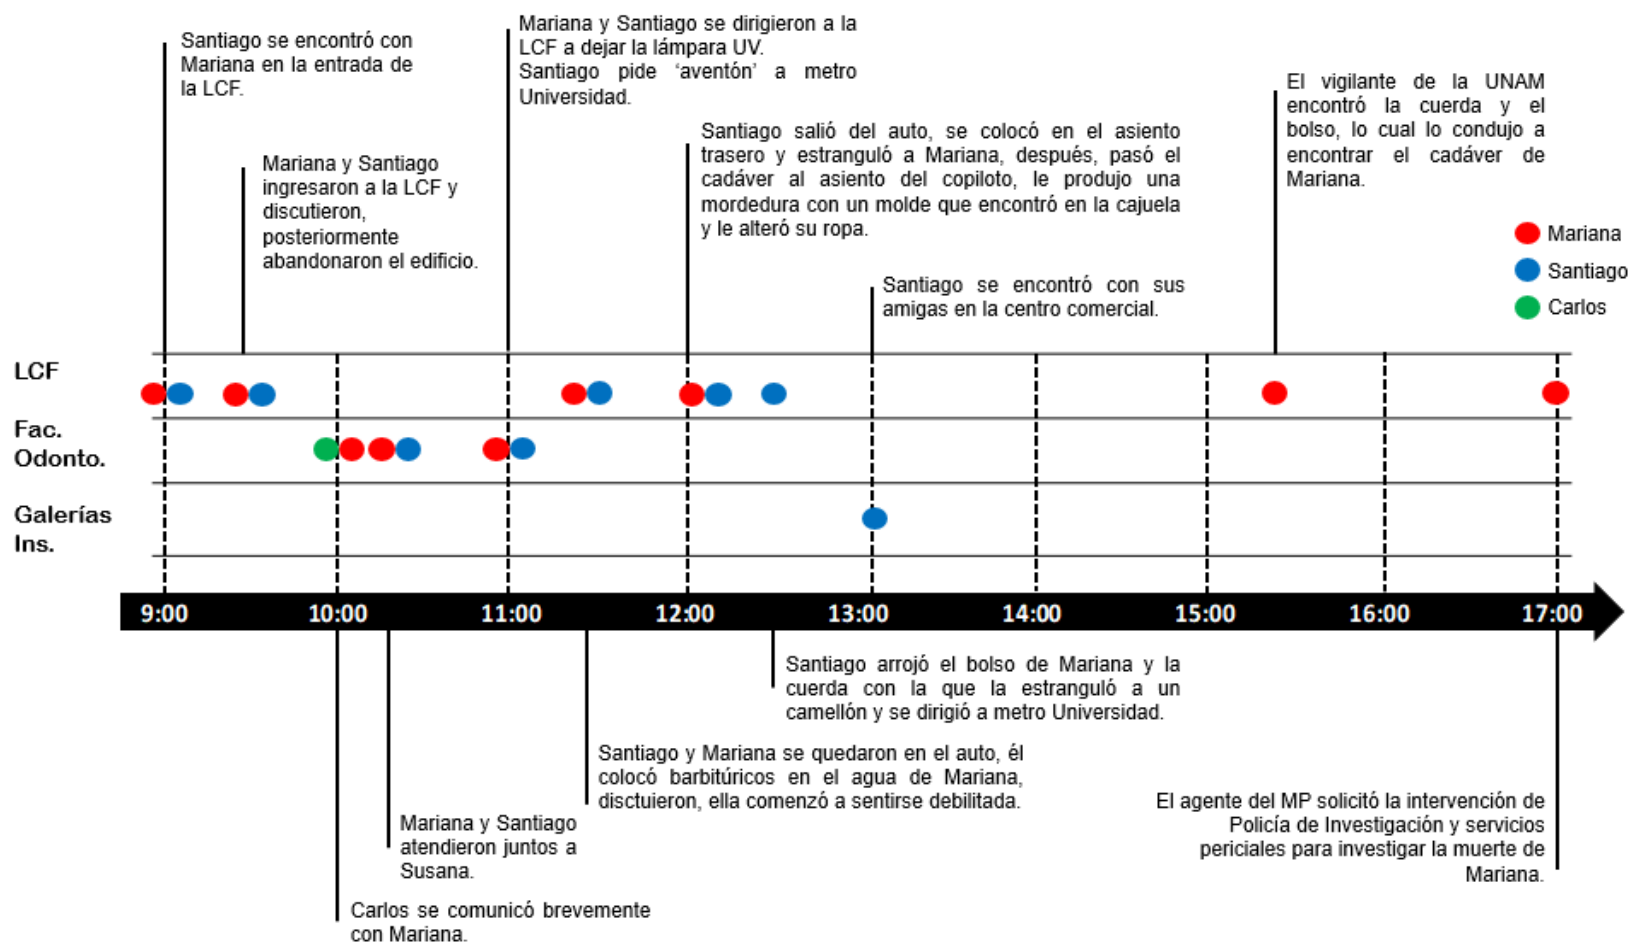 Santiago se encontró con
Mariana en la entrada de
la LCF.
Mariana y Santiago
ingresaron a la LCF y
discutieron,
posteriormente
abandonaron el edificio.
Mariana y Santiago se dirigieron a la
LCF a dejar la lámpara UV.
Santiago pide ‘aventón’ a metro
Universidad.
Santiago salió del auto, se colocó en el asiento
trasero y estranguló a Mariana, después, pasó el
cadáver al asiento del copiloto, le produjo una
mordedura con un molde que encontró en la cajuela
y le alteró su ropa.
Santiago se encontró con sus
amigas en la centro comercial.
El vigilante de la UNAM
encontró la cuerda y el
bolso, lo cual lo condujo a
encontrar el cadáver de
Mariana.
Mariana
Santiago
Carlos
LCF
Fac.
Odonto.
Galerías
Ins.
9:00 10:00 11:00 12:00 13:00 14:00 15:00 16:00 17:00
Santiago arrojó el bolso de Mariana y la
cuerda con la que la estranguló a un
camellón y se dirigió a metro Universidad.
Santiago y Mariana se quedaron en el auto, él
colocó barbitúricos en el agua de Mariana,
disctuieron, ella comenzó a sentirse debilitada.
Mariana y Santiago
atendieron juntos a
Susana.
Carlos se comunicó brevemente
con Mariana.
El agente del MP solicitó la intervención de
Policía de Investigación y servicios
periciales para investigar la muerte de
Mariana.